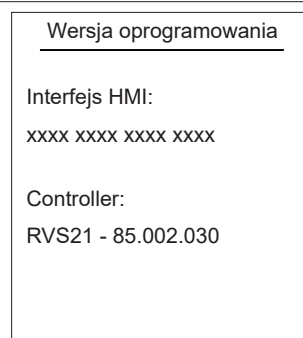 Wersja oprogramowania
Interfejs HMI:
xxxx xxxx xxxx xxxx
Controller:
RVS21 - 85.002.030